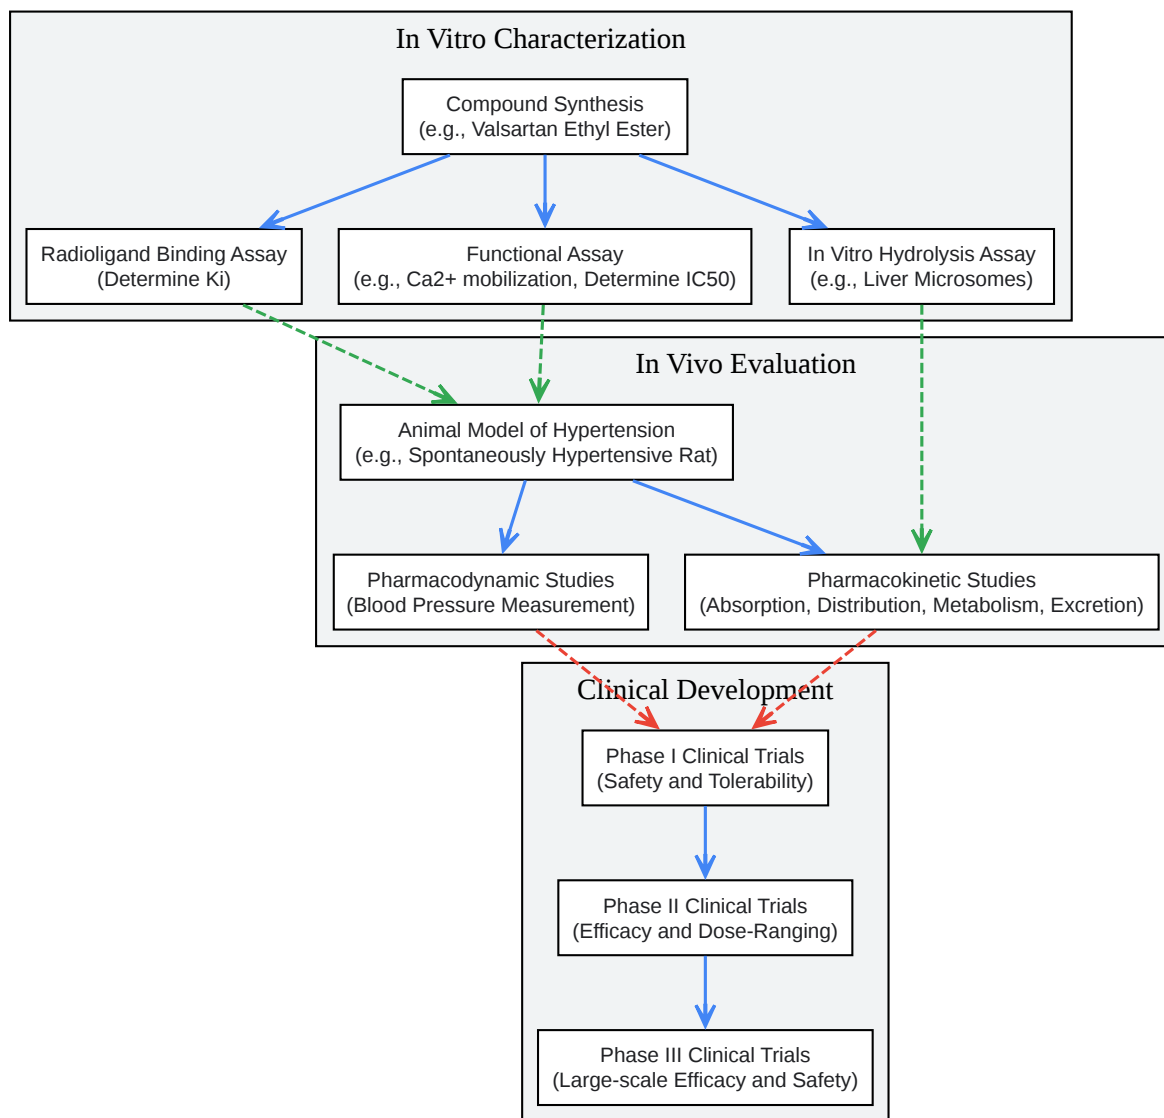 In Vitro Characterization
Compound Synthesis
(e.g., Valsartan Ethyl Ester)
Radioligand Binding Assay
(Determine Ki)
Functional Assay
(e.g., Ca2+ mobilization, Determine IC50)
In Vitro Hydrolysis Assay
(e.g., Liver Microsomes)
In Vivo Evaluation
Animal Model of Hypertension
(e.g., Spontaneously Hypertensive Rat)
Pharmacodynamic Studies
(Blood Pressure Measurement)
Pharmacokinetic Studies
(Absorption, Distribution, Metabolism, Excretion)
Clinical Development
Phase I Clinical Trials
(Safety and Tolerability)
Phase II Clinical Trials
(Efficacy and Dose-Ranging)
Phase III Clinical Trials
(Large-scale Efficacy and Safety)